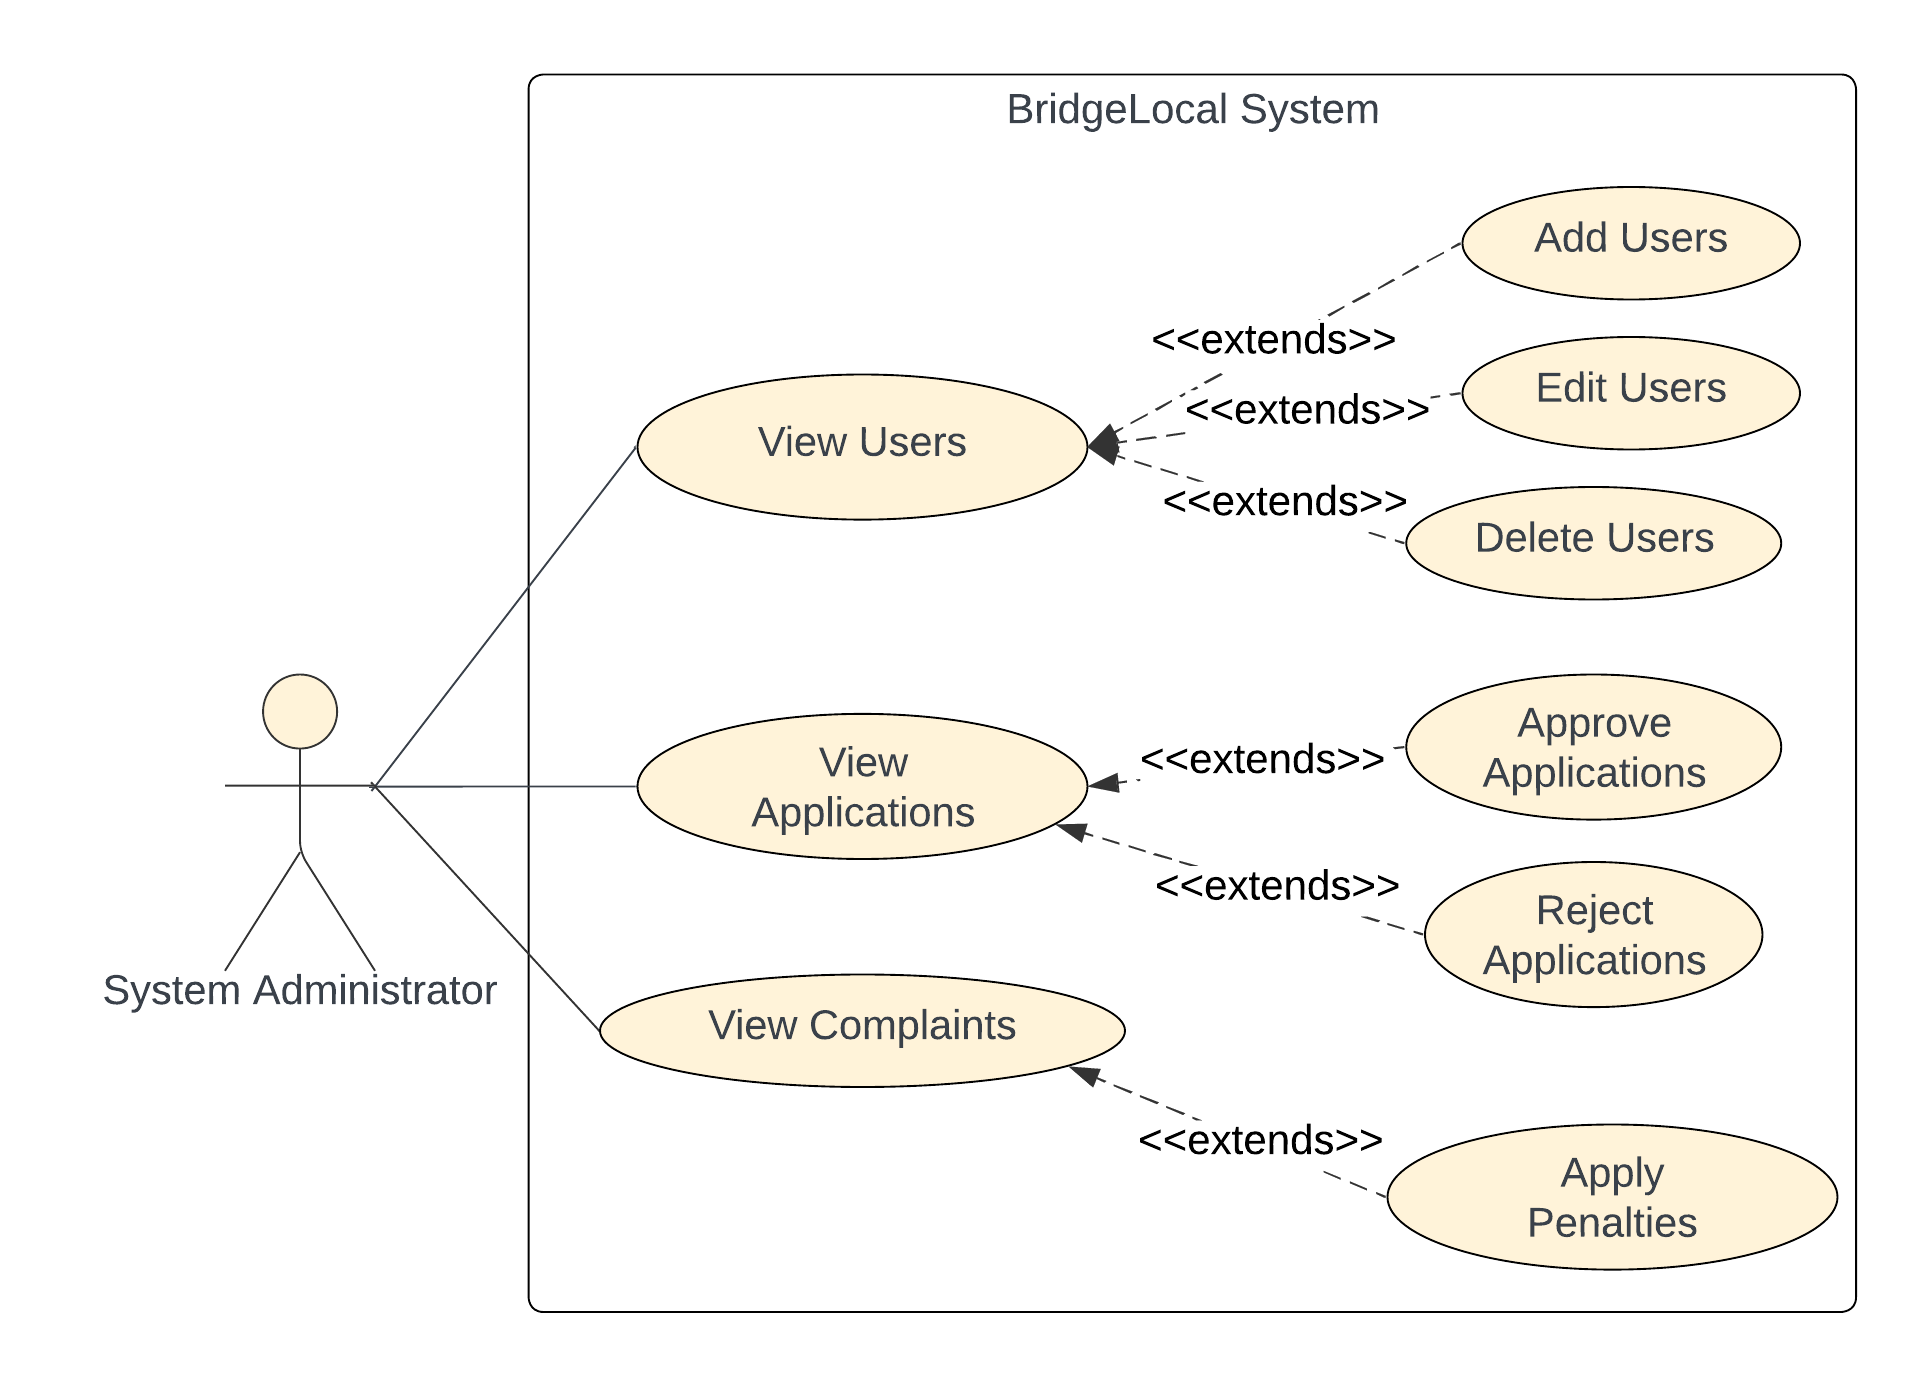 BridgeLocal System
Add Users
<<extends>>
Edit Users
<<extends>>
View Users
<<extends>>
Delete Users
View
Applications
<<extends>>
Approve
Applications
<<extends>>
Reject
Applications
System Administrator
View Complaints
<<extends>>
Apply
Penalties